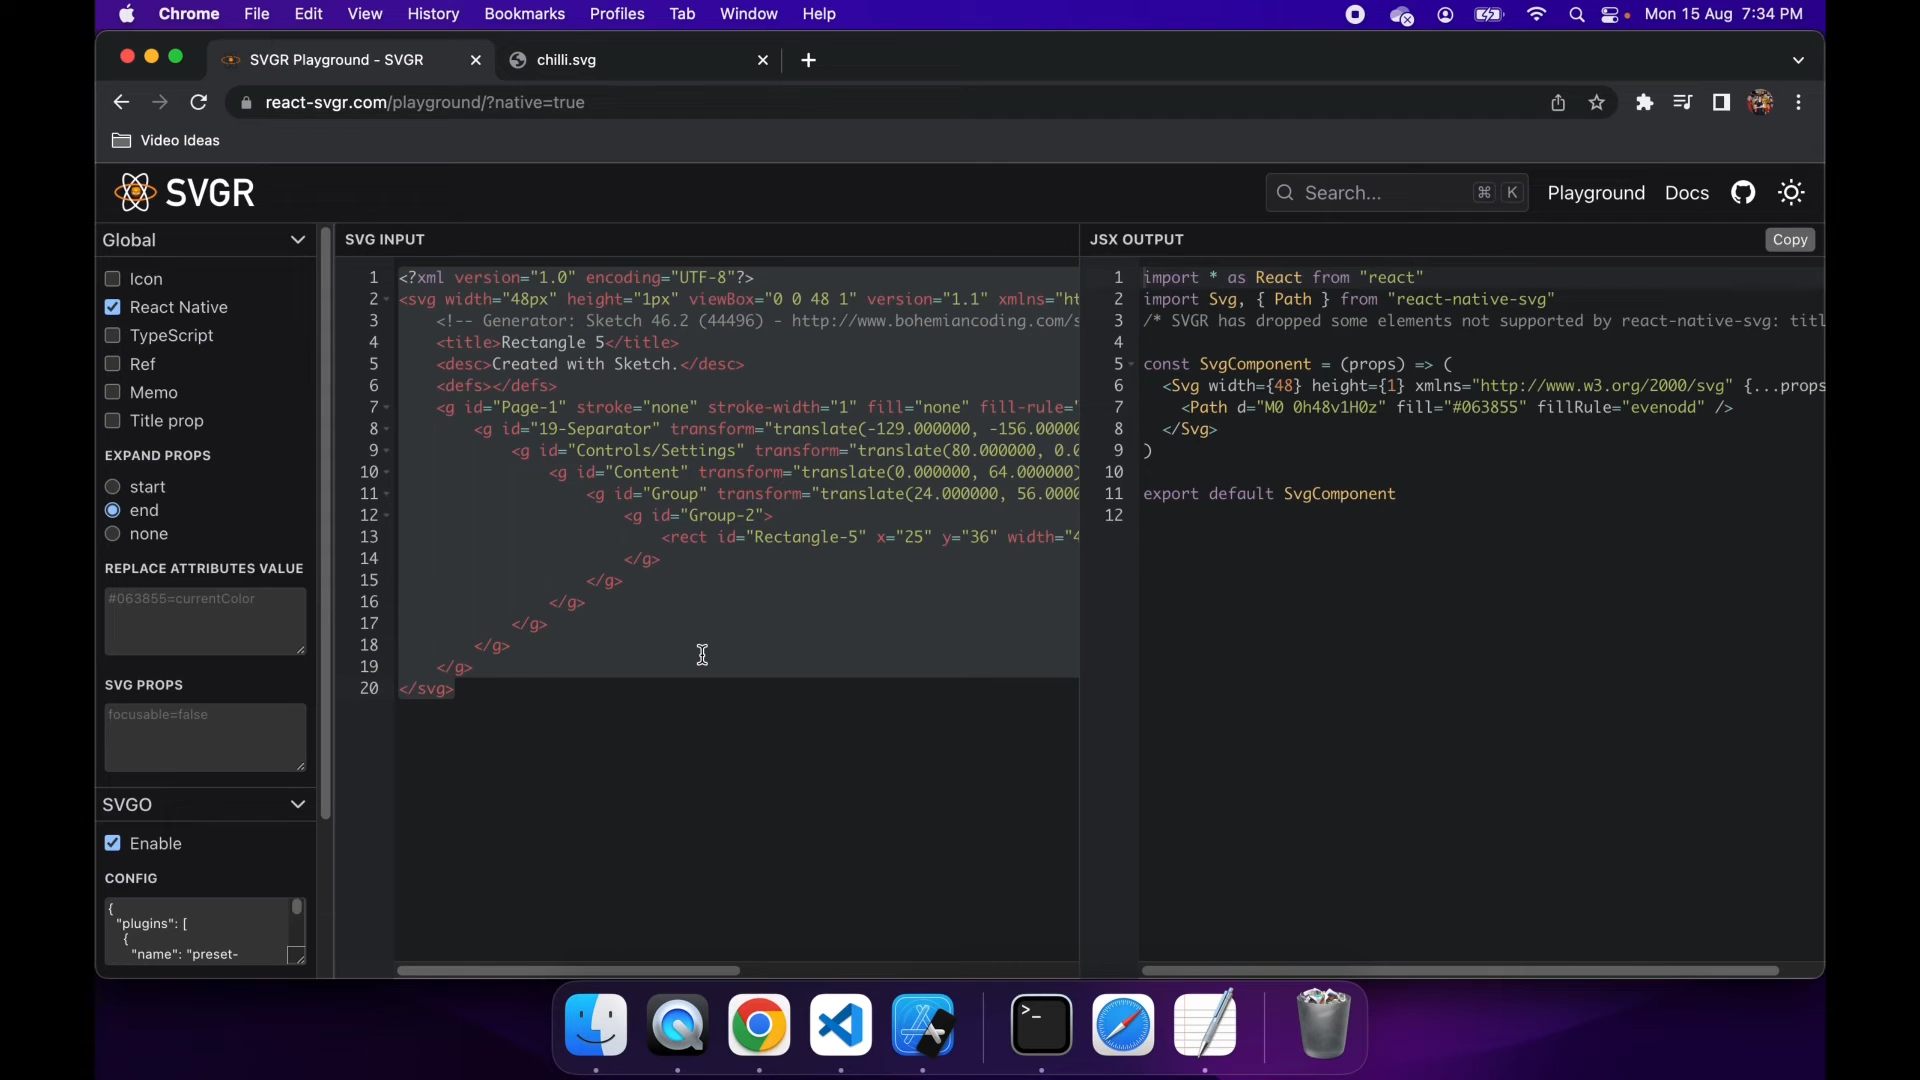 Chrome File Edit View History Bookmarks Profiles Tab Window Help Mon 15 Aug 7:34 PM
SVGR Playground - SVGR
chilli.svg
react-svgr.com/playground/?native=true
Video Ideas
SVGR
Search... ⌘ K
Playground
Docs
Global
Icon
React Native
TypeScript
Ref
Memo
Title prop
EXPAND PROPS
start
end
none
REPLACE ATTRIBUTES VALUE
#063855=currentColor
SVG PROPS
focusable=false
SVGO
Enable
CONFIG
{
"plugins": [
{
"name": "preset-
SVG INPUT
1 <?xml version="1.0" encoding="UTF-8"?>
2 <svg width="48px" height="1px" viewBox="0 0 48 1" version="1.1" xmlns="ht
3 <!-- Generator: Sketch 46.2 (44496) - http://www.bohemiancoding.com/s
4 <title>Rectangle 5</title>
5 <desc>Created with Sketch.</desc>
6 <defs></defs>
7 <g id="Page-1" stroke="none" stroke-width="1" fill="none" fill-rule="
8 <g id="19-Separator" transform="translate(-129.000000, -156.00000
9 <g id="Controls/Settings" transform="translate(80.000000, 0.0
10 <g id="Content" transform="translate(0.000000, 64.000000)
11 <g id="Group" transform="translate(24.000000, 56.0000
12 <g id="Group-2">
13 <rect id="Rectangle-5" x="25" y="36" width="4
14 </g>
15 </g>
16 </g>
17 </g>
18 </g>
19 </g>
20 </svg>
JSX OUTPUT
Copy
1 import * as React from "react"
2 import Svg, { Path } from "react-native-svg"
3 /* SVGR has dropped some elements not supported by react-native-svg: titl
4
5 const SvgComponent = (props) => (
6 <Svg width={48} height={1} xmlns="http://www.w3.org/2000/svg" {...props
7 <Path d="M0 0h48v1H0z" fill="#063855" fillRule="evenodd" />
8 </Svg>
9 )
10
11 export default SvgComponent
12